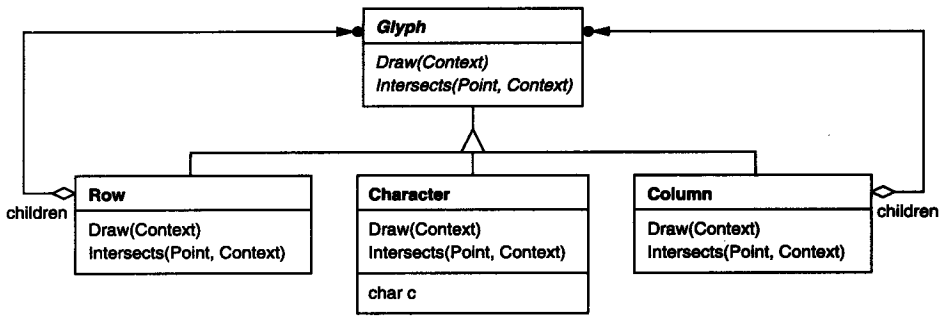 Glyph
Draw(Context)
Intersects(Point, Context)
Row
Draw(Context)
Intersects(Point, Context)
children
Character
Draw(Context)
Intersects(Point, Context)
char c
Column
Draw(Context)
Intersects(Point, Context)
children